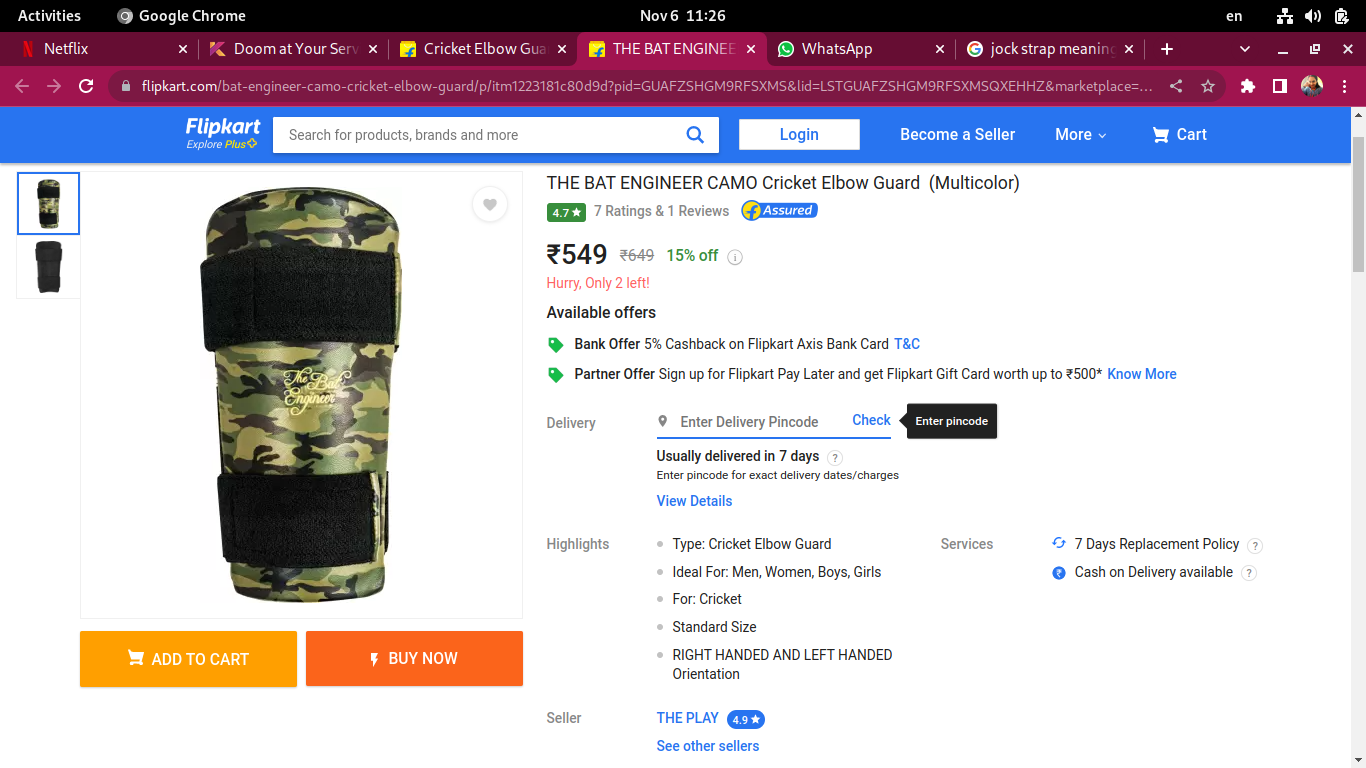 Activities
Google Chrome
Nov 6 11:26
en
Netflix
Doom at Your Serv
Cricket Elbow Gua
THE BAT ENGINEE
WhatsApp
jock strap meaning
flipkart.com/bat-engineer-camo-cricket-elbow-guard/p/itm1223181c80d9d?pid=GUAFZSHGM9RFSXMS&lid=LSTGUAFZSHGM9RFSXMSQXEHHZ&marketplace=...
Flipkart
Explore Plus
Search for products, brands and more
Login
Become a Seller
More
Cart
The Bat
Engineer
ADD TO CART
BUY NOW
THE BAT ENGINEER CAMO Cricket Elbow Guard (Multicolor)
4.7★ 7 Ratings & 1 Reviews Assured
₹549 ₹649 15% off
Hurry, Only 2 left!
Available offers
Bank Offer 5% Cashback on Flipkart Axis Bank Card T&C
Partner Offer Sign up for Flipkart Pay Later and get Flipkart Gift Card worth up to ₹500* Know More
Delivery
Enter Delivery Pincode
Check
Enter pincode
Usually delivered in 7 days ?
Enter pincode for exact delivery dates/charges
View Details
Highlights
Type: Cricket Elbow Guard
Ideal For: Men, Women, Boys, Girls
For: Cricket
Standard Size
RIGHT HANDED AND LEFT HANDED
Orientation
Services
7 Days Replacement Policy ?
₹ Cash on Delivery available ?
Seller
THE PLAY 4.9★
See other sellers